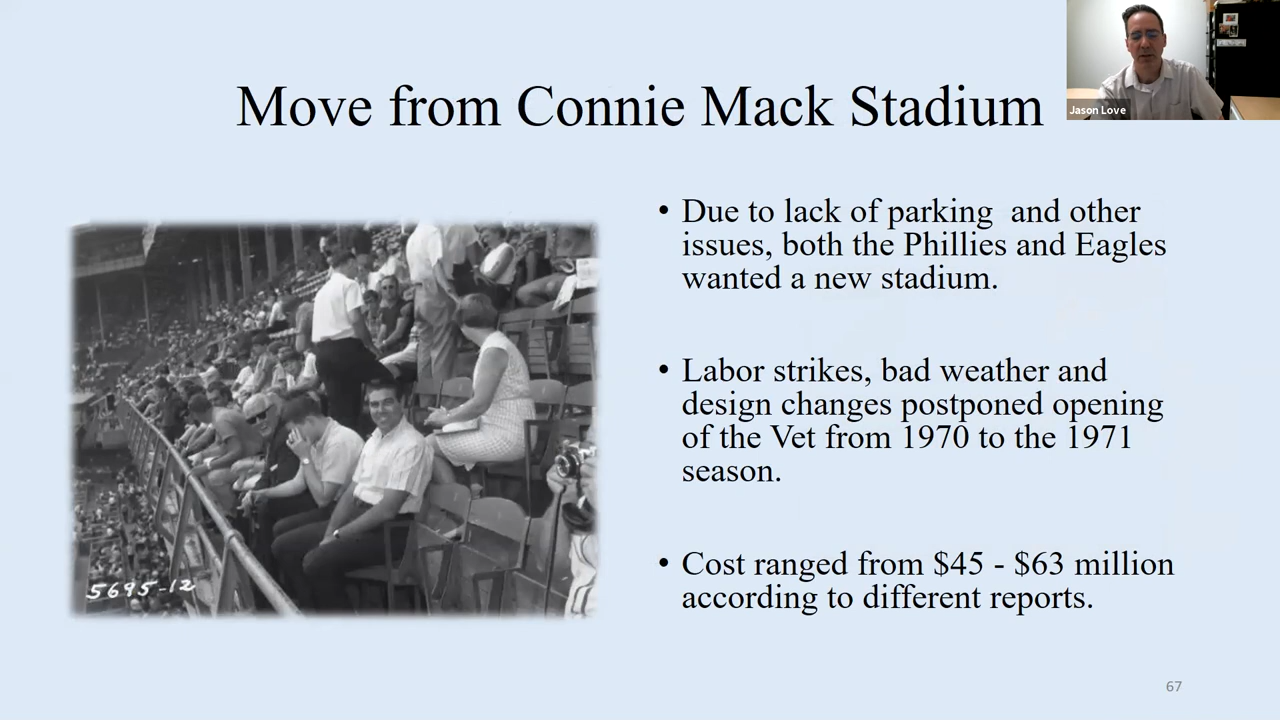 Jason Love
Move from Connie Mack Stadium
• Due to lack of parking  and other
issues, both the Phillies and Eagles
wanted a new stadium.
• Labor strikes, bad weather and
design changes postponed opening
of the Vet from 1970 to the 1971
season.
• Cost ranged from $45 - $63 million
according to different reports.
5695-12
67